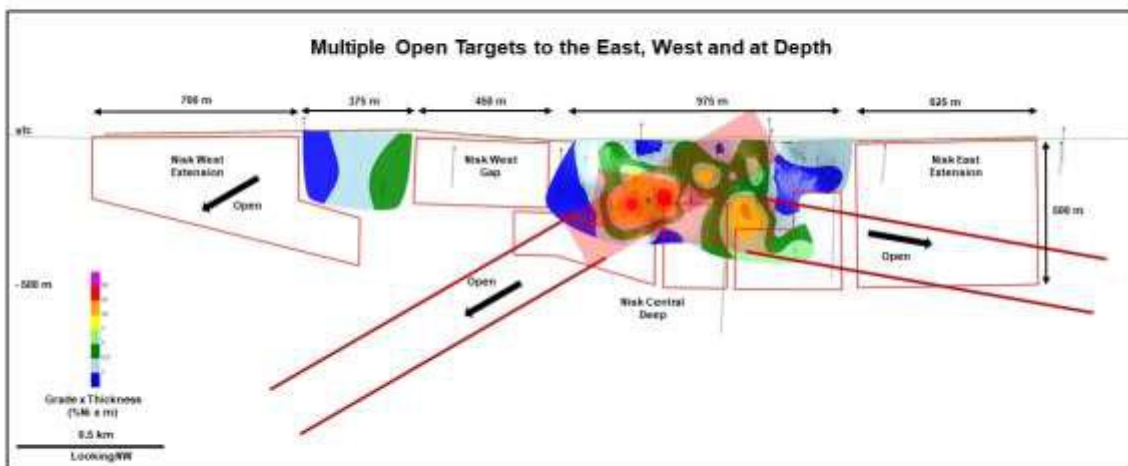 Multiple Open Targets to the East, West and at Depth
700 m
375 m
450 m
975 m
625 m
Nisk West
Extension
Open
Nisk West
Gap
Nisk East
Extension
Open
500 m
Open
Nisk Central
Deep
- 500 m
Grade x Thickness
(%Ni x m)
0.5 km
Looking NW